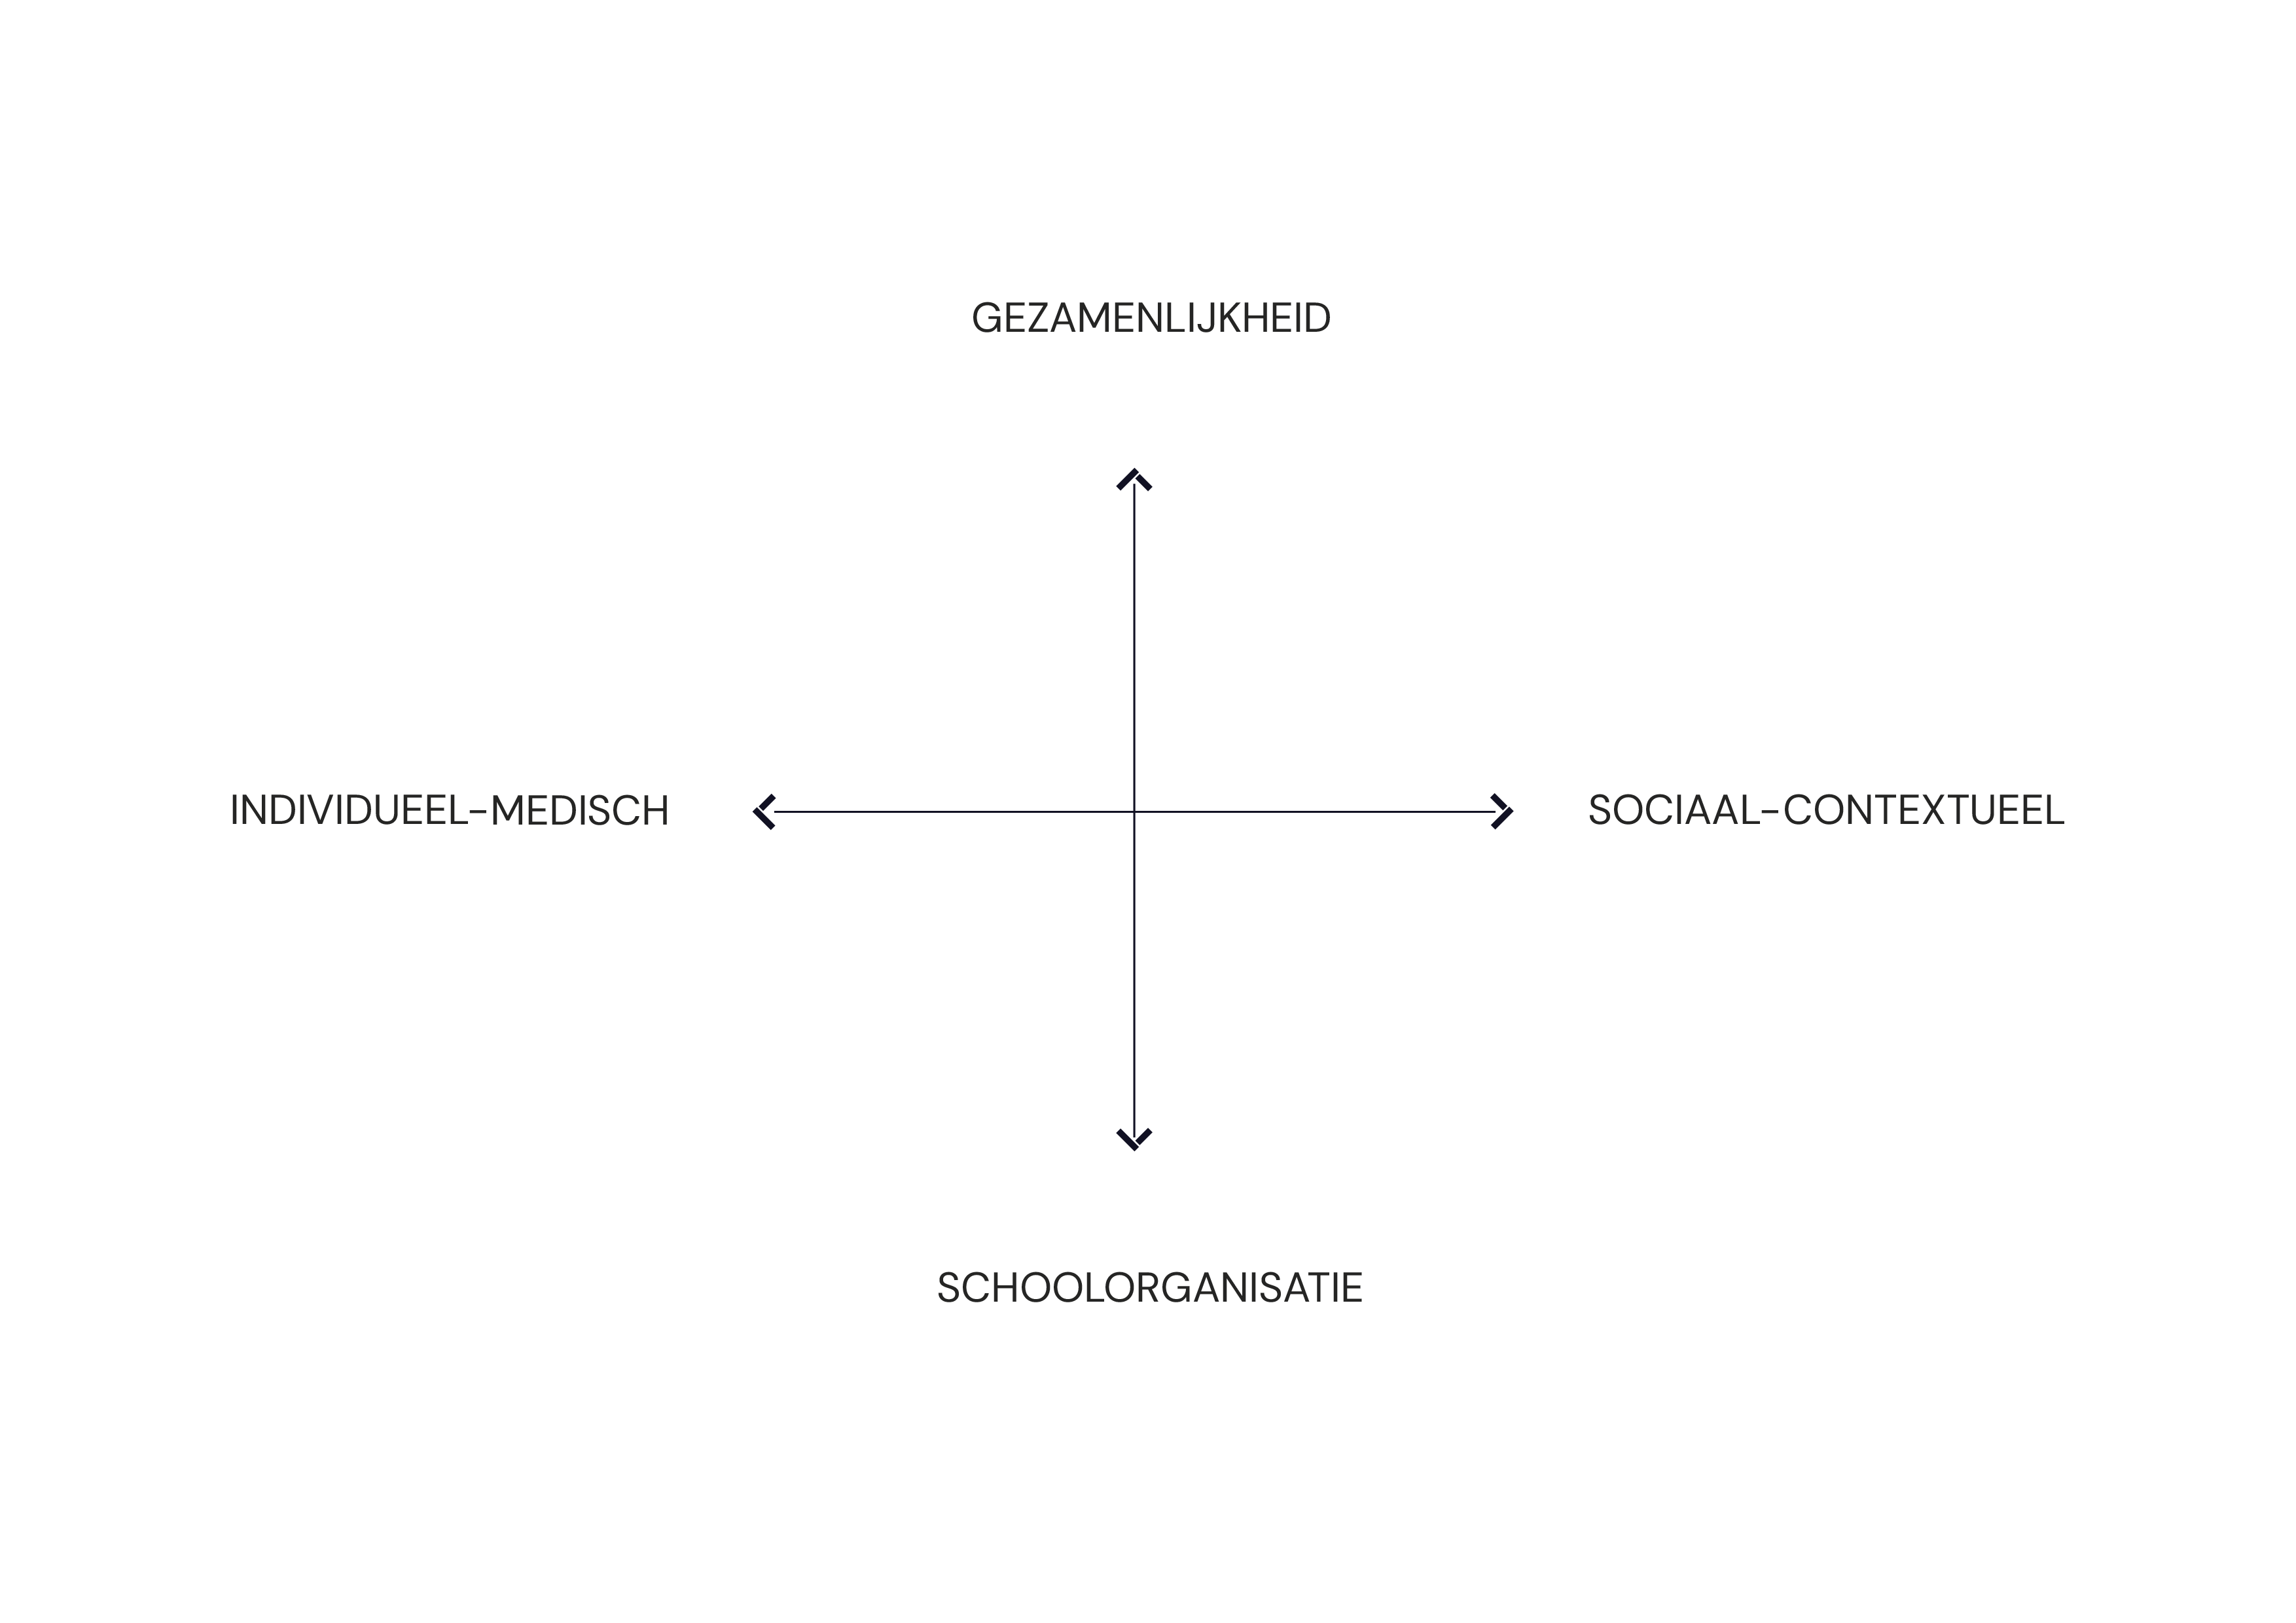 GEZAMENLIJKHEID
INDIVIDUEEL-MEDISCH
SOCIAAL-CONTEXTUEEL
SCHOOLORGANISATIE